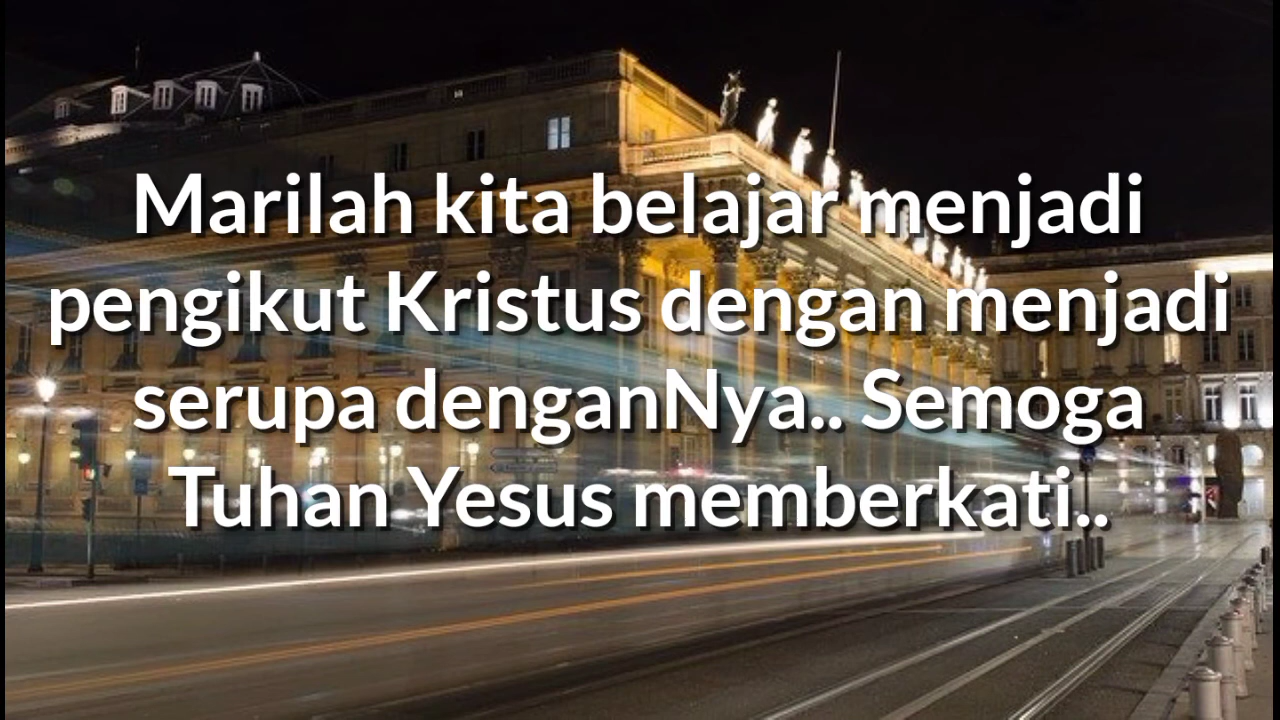 Marilah kita belajar menjadi
pengikut Kristus dengan menjadi
serupa denganNya.. Semoga
Tuhan Yesus memberkati..